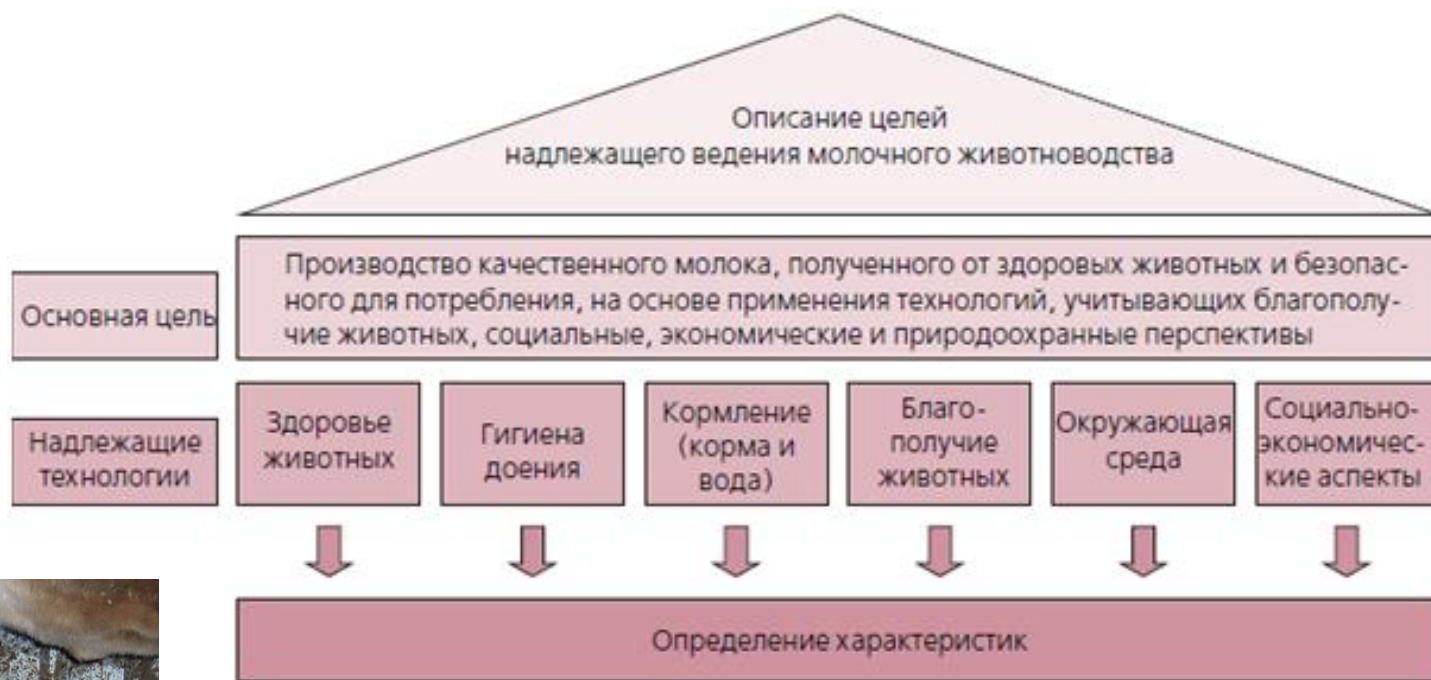 Описание целей
надлежащего ведения молочного животноводства
Основная цель
Производство качественного молока, полученного от здоровых животных и безопас-
ного для потребления, на основе применения технологий, учитывающих благополу-
чие животных, социальные, экономические и природоохранные перспективы
Надлежащие
технологии
Здоровье
животных
Гигиена
доения
Кормление
(корма и
вода)
Благо-
получие
животных
Окружающая
среда
Социально-
экономичес-
кие аспекты
Определение характеристик